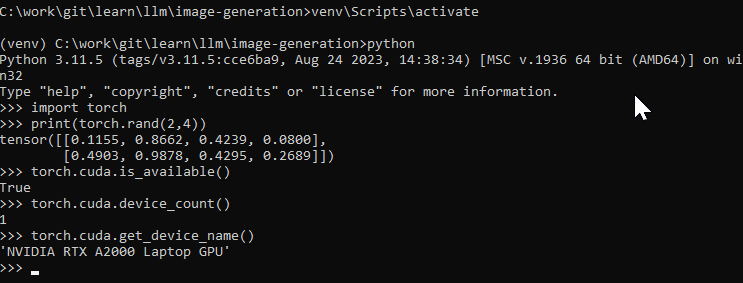 C:\work\git\learn\llm\image-generation>venv\Scripts\activate
(venv) C:\work\git\learn\llm\image-generation>python
Python 3.11.5 (tags/v3.11.5:cce6ba9, Aug 24 2023, 14:38:34) [MSC v.1936 64 bit (AMD64)] on wi
n32
Type "help", "copyright", "credits" or "license" for more information.
>>> import torch
>>> print(torch.rand(2,4))
tensor([[0.1155, 0.8662, 0.4239, 0.0800],
        [0.4903, 0.9878, 0.4295, 0.2689]])
>>> torch.cuda.is_available()
True
>>> torch.cuda.device_count()
1
>>> torch.cuda.get_device_name()
'NVIDIA RTX A2000 Laptop GPU'
>>>